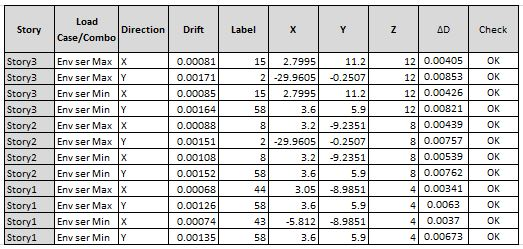 Story Load Case/Combo Direction Drift Label X Y Z ΔD Check
Story3 Env ser Max X 0.00081 15 2.7995 11.2 12 0.00405 OK
Story3 Env ser Max Y 0.00171 2 -29.9605 -0.2507 12 0.00853 OK
Story3 Env ser Min X 0.00085 15 2.7995 11.2 12 0.00426 OK
Story3 Env ser Min Y 0.00164 58 3.6 5.9 12 0.00821 OK
Story2 Env ser Max X 0.00088 8 3.2 -9.2351 8 0.00439 OK
Story2 Env ser Max Y 0.00151 2 -29.9605 -0.2507 8 0.00757 OK
Story2 Env ser Min X 0.00108 8 3.2 -9.2351 8 0.00539 OK
Story2 Env ser Min Y 0.00152 58 3.6 5.9 8 0.00762 OK
Story1 Env ser Max X 0.00068 44 3.05 -8.9851 4 0.00341 OK
Story1 Env ser Max Y 0.00126 58 3.6 5.9 4 0.0063 OK
Story1 Env ser Min X 0.00074 43 -5.812 -8.9851 4 0.0037 OK
Story1 Env ser Min Y 0.00135 58 3.6 5.9 4 0.00673 OK